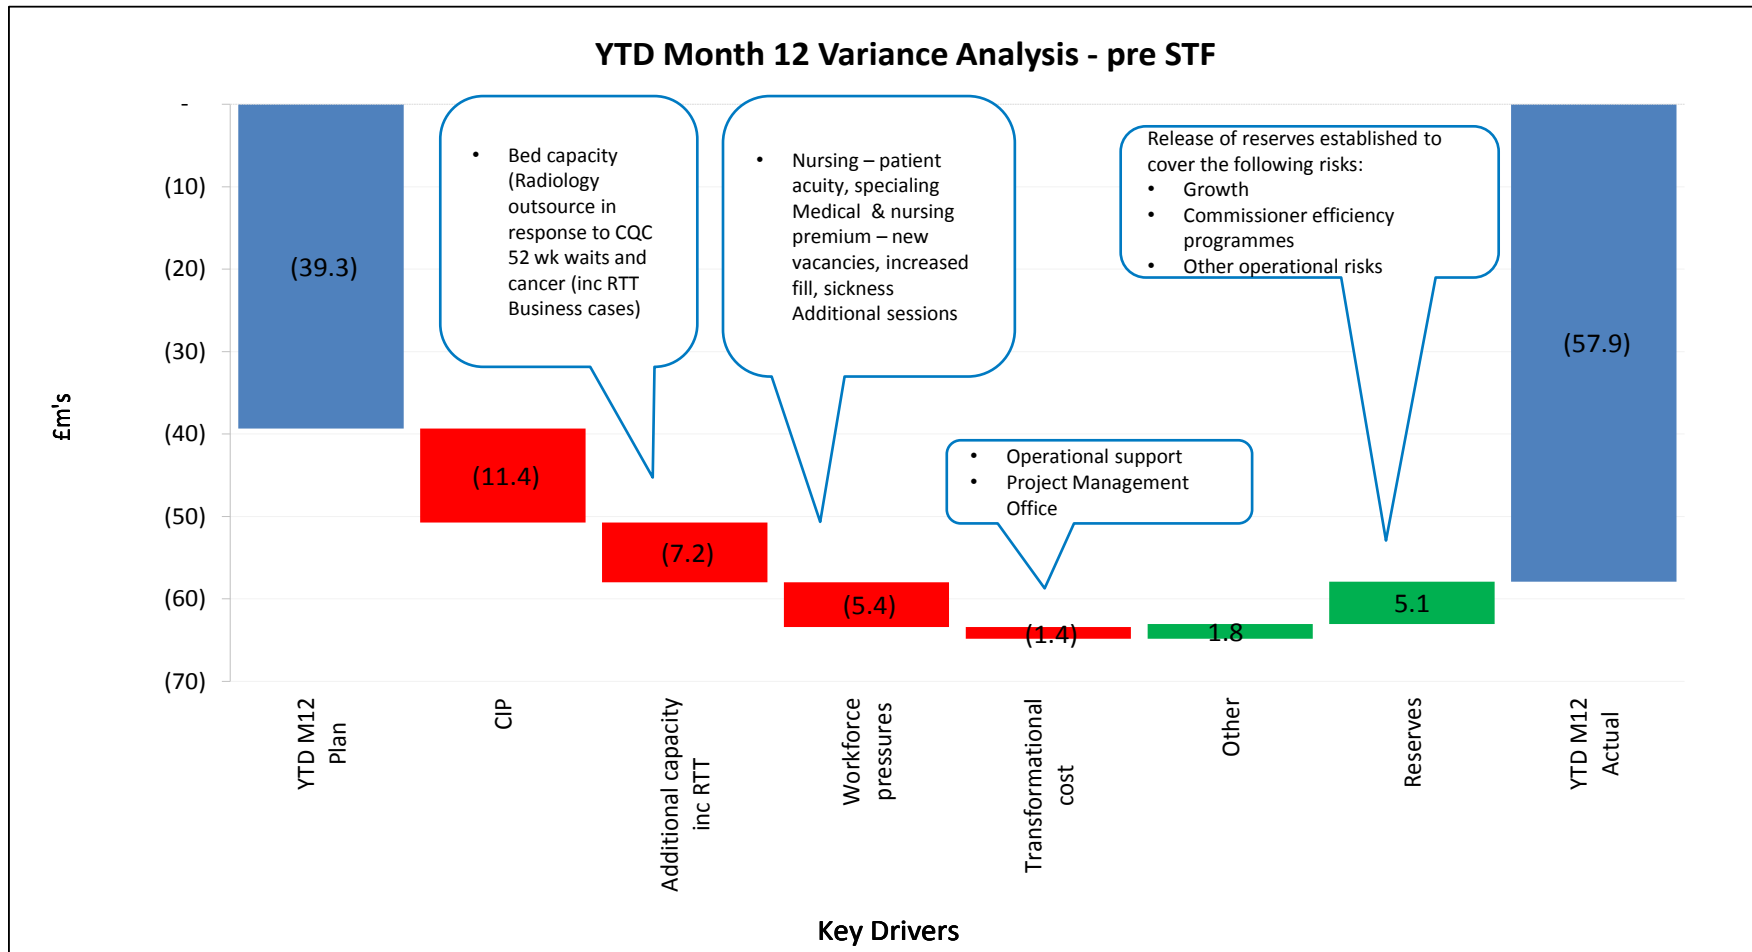 YTD Month 12 Variance Analysis - pre STF
£m's
-
(10)
(20)
(30)
(40)
(50)
(60)
(70)
(39.3)
(11.4)
(7.2)
(5.4)
(1.4)
1.8
5.1
(57.9)
• Bed capacity
(Radiology
outsource in
response to CQC
52 wk waits and
cancer (inc RTT
Business cases)
• Nursing – patient
acuity, specialing
Medical & nursing
premium – new
vacancies, increased
fill, sickness
Additional sessions
• Operational support
• Project Management
Office
Release of reserves established to
cover the following risks:
• Growth
• Commissioner efficiency
programmes
• Other operational risks
YTD M12
Plan
CIP
Additional capacity
inc RTT
Workforce
pressures
Transformational
cost
Other
Reserves
YTD M12
Actual
Key Drivers